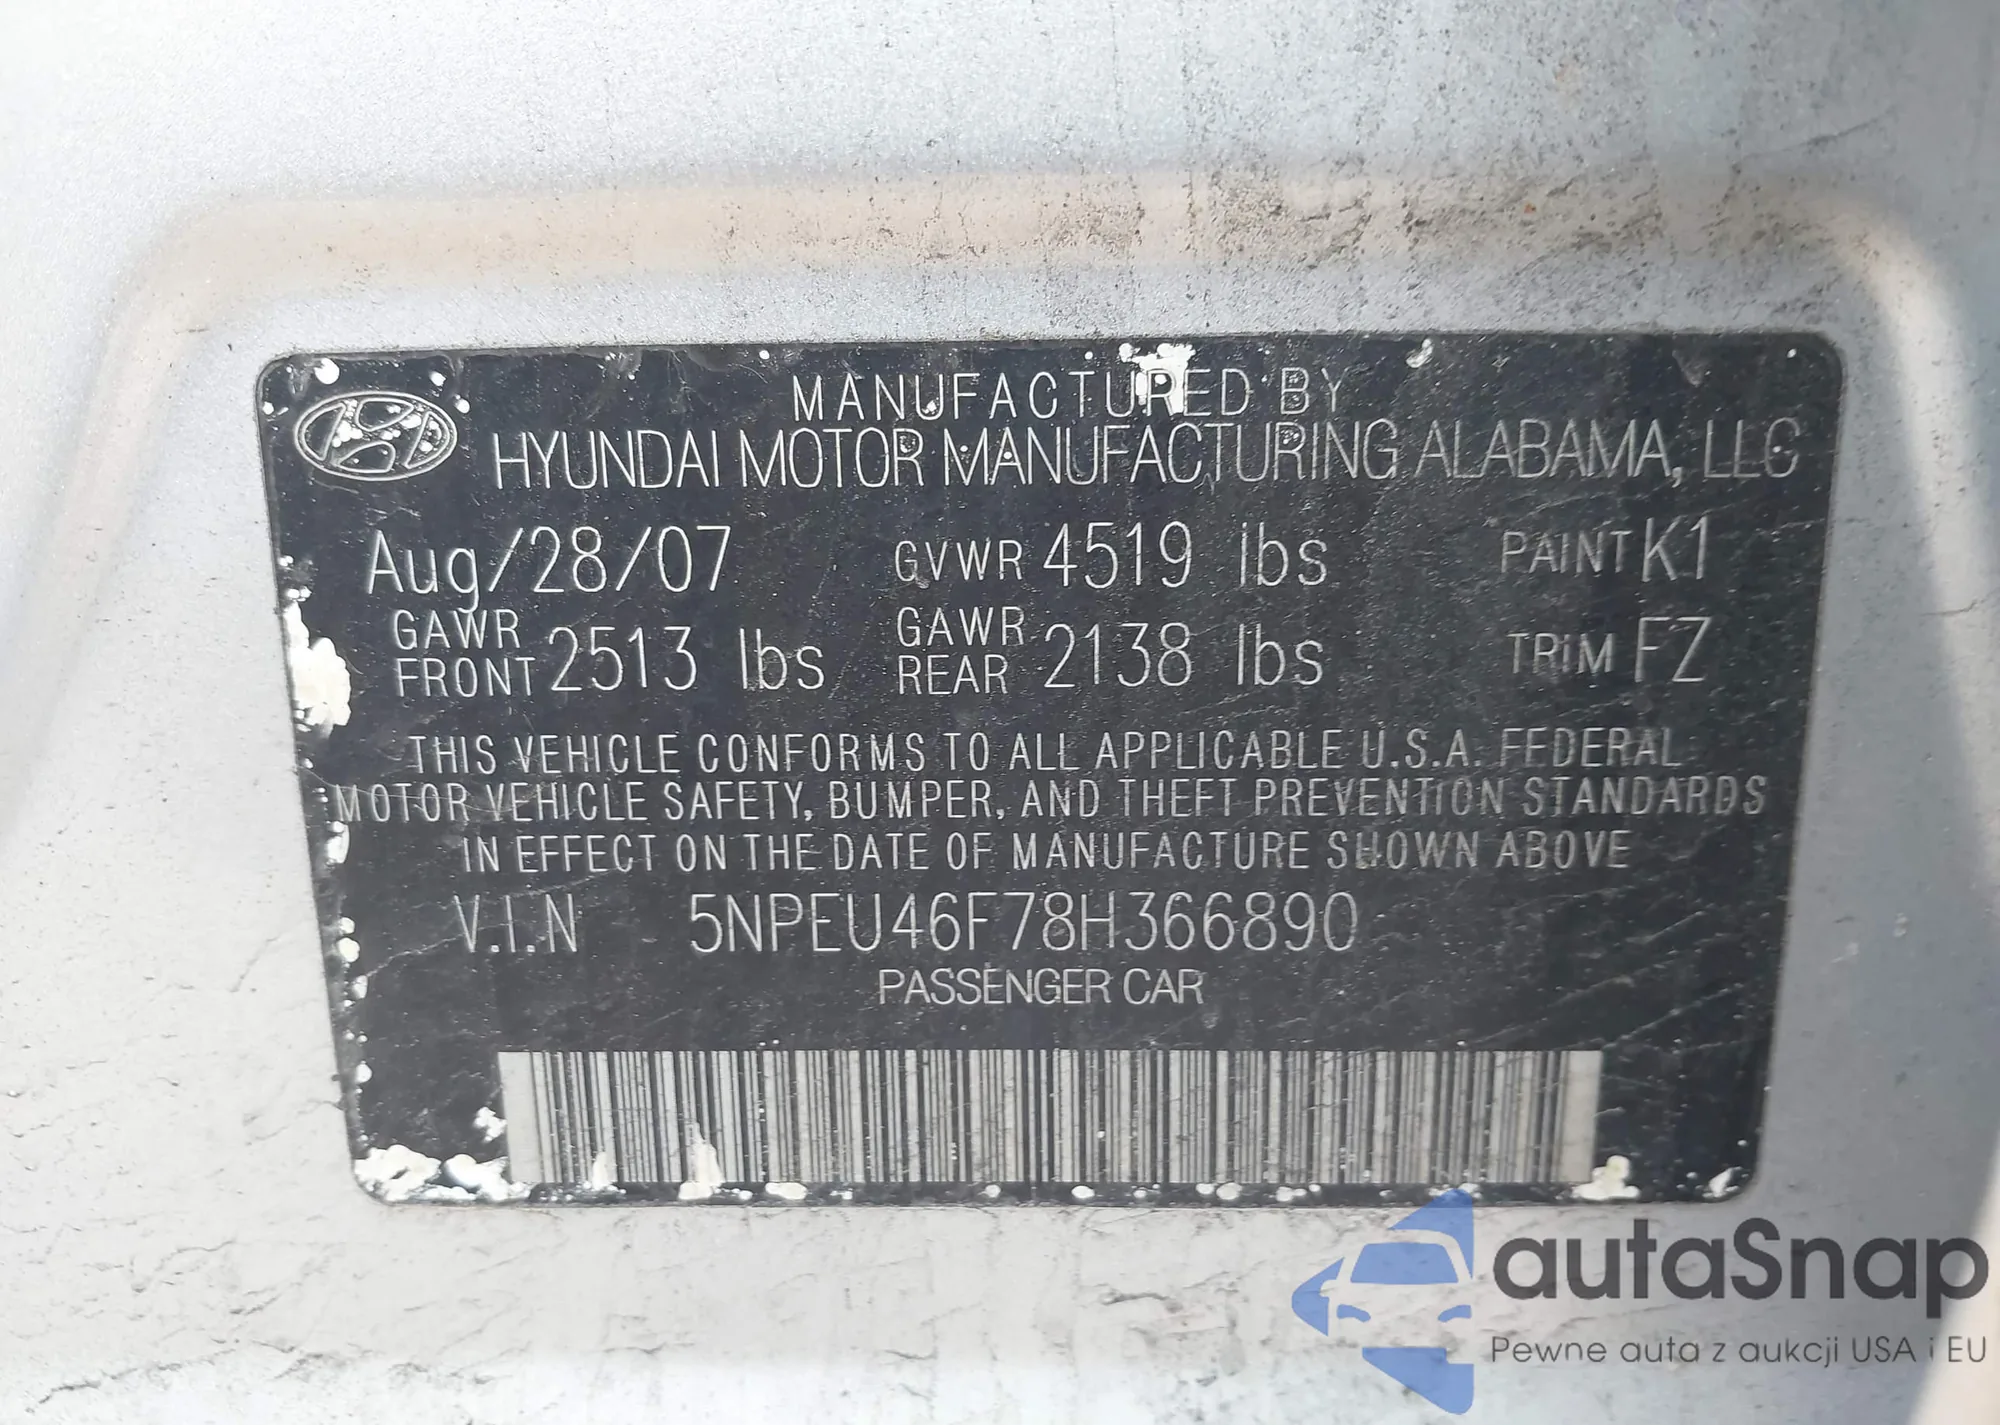 MANUFACTURED BY
HYUNDAI MOTOR MANUFACTURING ALABAMA, LLC
Aug/28/07 GVWR 4519 lbs PAINT K1
GAWR FRONT 2513 lbs GAWR REAR 2138 lbs TRIM FZ
THIS VEHICLE CONFORMS TO ALL APPLICABLE U.S.A. FEDERAL
MOTOR VEHICLE SAFETY, BUMPER, AND THEFT PREVENTION STANDARDS
IN EFFECT ON THE DATE OF MANUFACTURE SHOWN ABOVE
V.I.N 5NPEU46F78H366890
PASSENGER CAR
autaSnap
Pewne auta z aukcji USA i EU